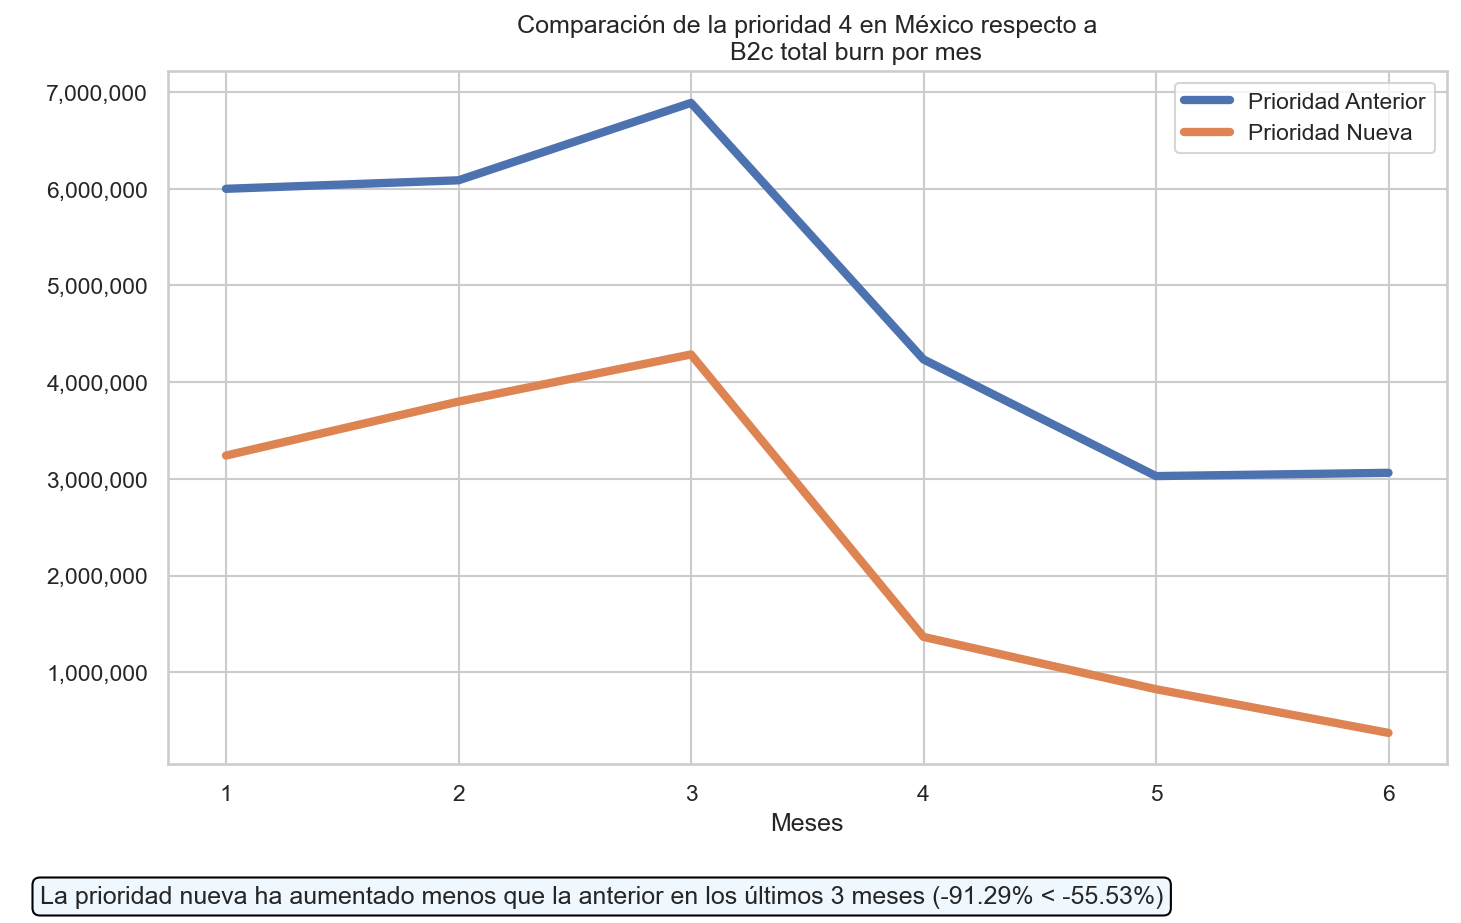 Comparación de la prioridad 4 en México respecto a
B2c total burn por mes
7,000,000
6,000,000
5,000,000
4,000,000
3,000,000
2,000,000
1,000,000
Prioridad Anterior
Prioridad Nueva
1 2 3 4 5 6
Meses
La prioridad nueva ha aumentado menos que la anterior en los últimos 3 meses (-91.29% < -55.53%)